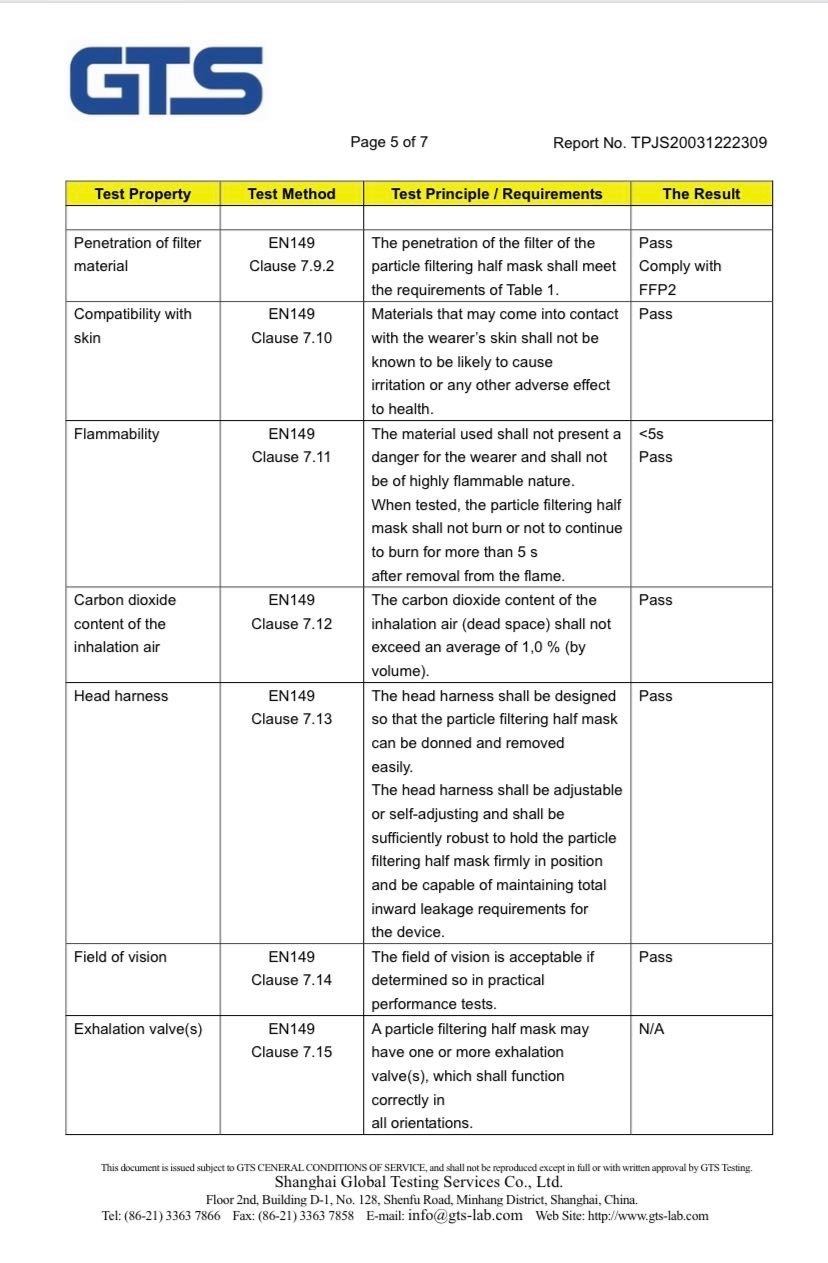 GTS
Page 5 of 7 Report No. TPJS20031222309
Test Property Test Method Test Principle / Requirements The Result
Penetration of filter EN149 The penetration of the filter of the Pass
material Clause 7.9.2 particle filtering half mask shall meet Comply with
the requirements of Table 1. FFP2
Compatibility with EN149 Materials that may come into contact Pass
skin Clause 7.10 with the wearer's skin shall not be
known to be likely to cause
irritation or any other adverse effect
to health.
Flammability EN149 The material used shall not present a <5s
Clause 7.11 danger for the wearer and shall not Pass
be of highly flammable nature.
When tested, the particle filtering half
mask shall not burn or not to continue
to burn for more than 5 s
after removal from the flame.
Carbon dioxide EN149 The carbon dioxide content of the Pass
content of the Clause 7.12 inhalation air (dead space) shall not
inhalation air exceed an average of 1,0 % (by
volume).
Head harness EN149 The head harness shall be designed Pass
Clause 7.13 so that the particle filtering half mask
can be donned and removed
easily.
The head harness shall be adjustable
or self-adjusting and shall be
sufficiently robust to hold the particle
filtering half mask firmly in position
and be capable of maintaining total
inward leakage requirements for
the device.
Field of vision EN149 The field of vision is acceptable if Pass
Clause 7.14 determined so in practical
performance tests.
Exhalation valve(s) EN149 A particle filtering half mask may N/A
Clause 7.15 have one or more exhalation
valve(s), which shall function
correctly in
all orientations.
This document is issued subject to GTS CENERAL CONDITIONS OF SERVICE, and shall not be reproduced except in full or with written approval by GTS Testing.
Shanghai Global Testing Services Co., Ltd.
Floor 2nd, Building D-1, No. 128, Shenfu Road, Minhang District, Shanghai, China.
Tel: (86-21) 3363 7866 Fax: (86-21) 3363 7858 E-mail: info@gts-lab.com Web Site: http://www.gts-lab.com